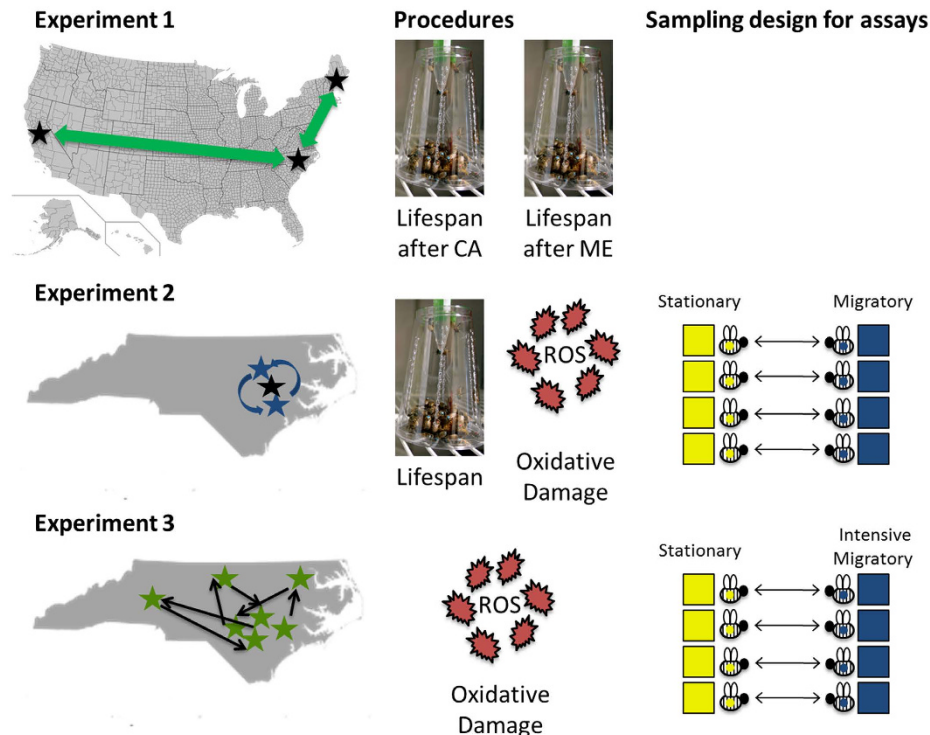 Experiment 1
Procedures
Sampling design for assays
Lifespan
after CA
Lifespan
after ME
Experiment 2
ROS
Lifespan
Oxidative
Damage
Stationary
Migratory
Experiment 3
ROS
Oxidative
Damage
Stationary
Intensive
Migratory